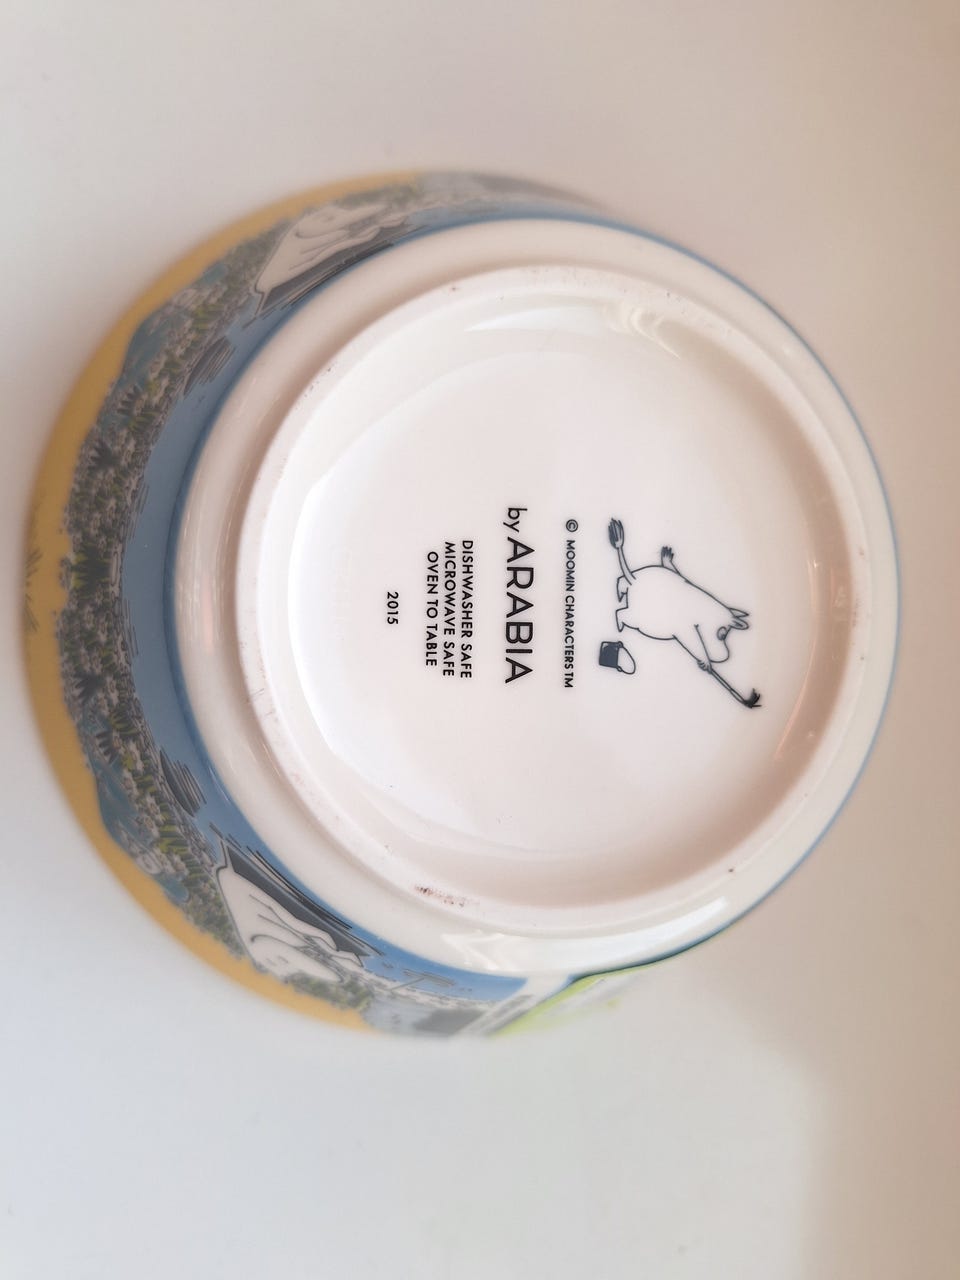 © MOOMIN CHARACTERS TM
by ARABIA
DISHWASHER SAFE
MICROWAVE SAFE
OVEN TO TABLE
2015